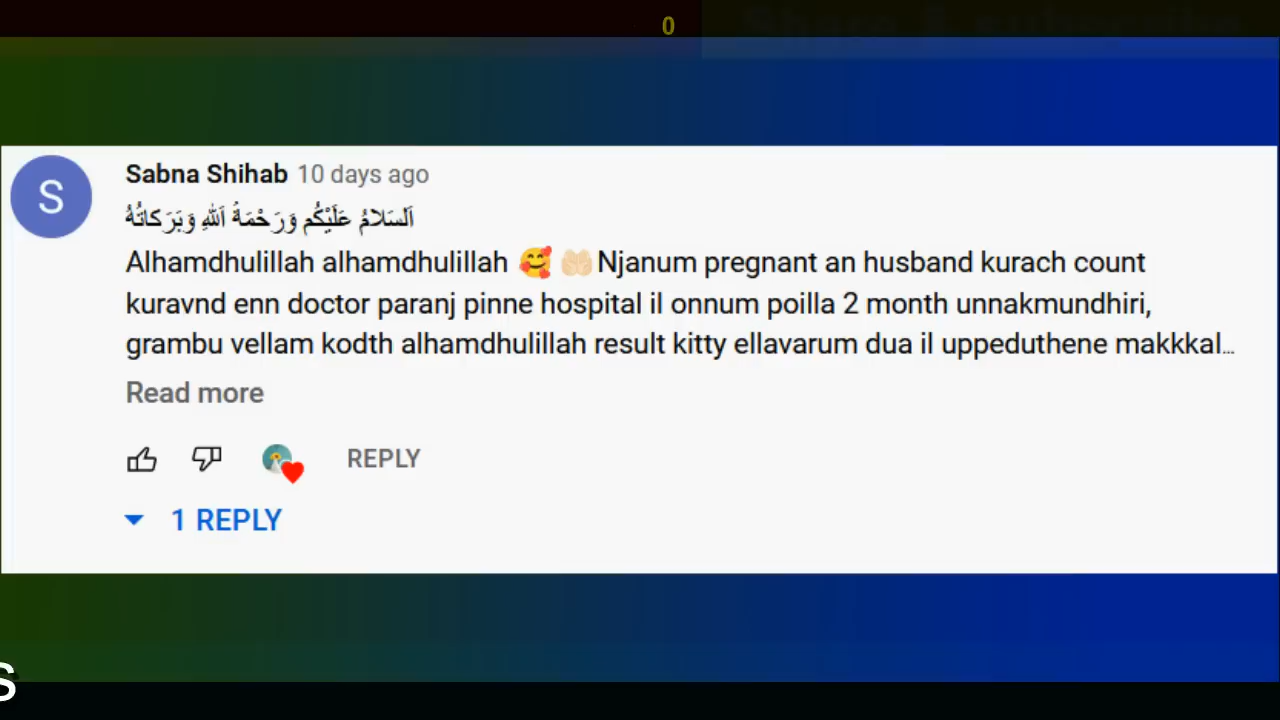 0
Sabna Shihab 10 days ago
اَلسَلامُ عَلَيْكُم وَرَحْمَةُ اَللهِ وَبَرَكاتُهُ
Alhamdhulillah alhamdhulillah 🥰 🤲🏻 Njanum pregnant an husband kurach count
kuravnd enn doctor paranj pinne hospital il onnum poilla 2 month unnakmundhiri,
grambu vellam kodth alhamdhulillah result kitty ellavarum dua il uppeduthene makkkal...
Read more
REPLY
1 REPLY
s